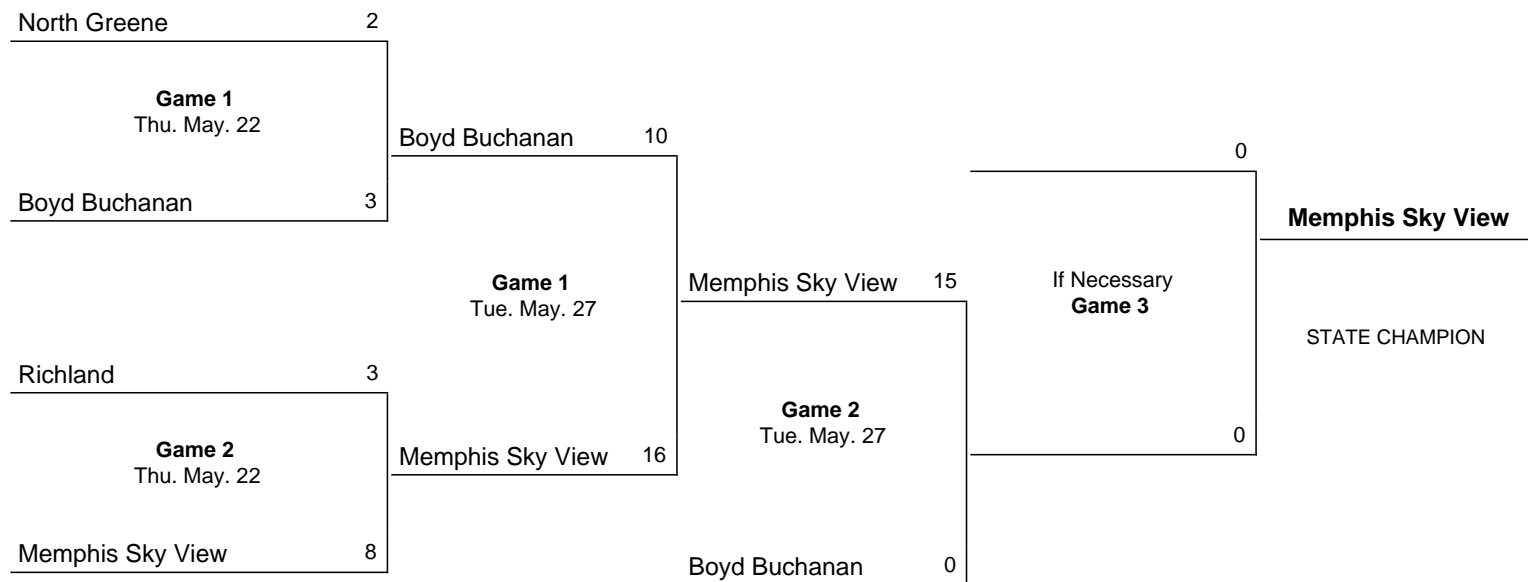 North Greene 2
Game 1
Thu. May. 22
Boyd Buchanan 3
Richland 3
Game 2
Thu. May. 22
Memphis Sky View 8
Boyd Buchanan 10
Game 1
Tue. May. 27
Memphis Sky View 16
Memphis Sky View 15
Game 2
Tue. May. 27
Boyd Buchanan 0
0
If Necessary
Game 3
0
Memphis Sky View
STATE CHAMPION